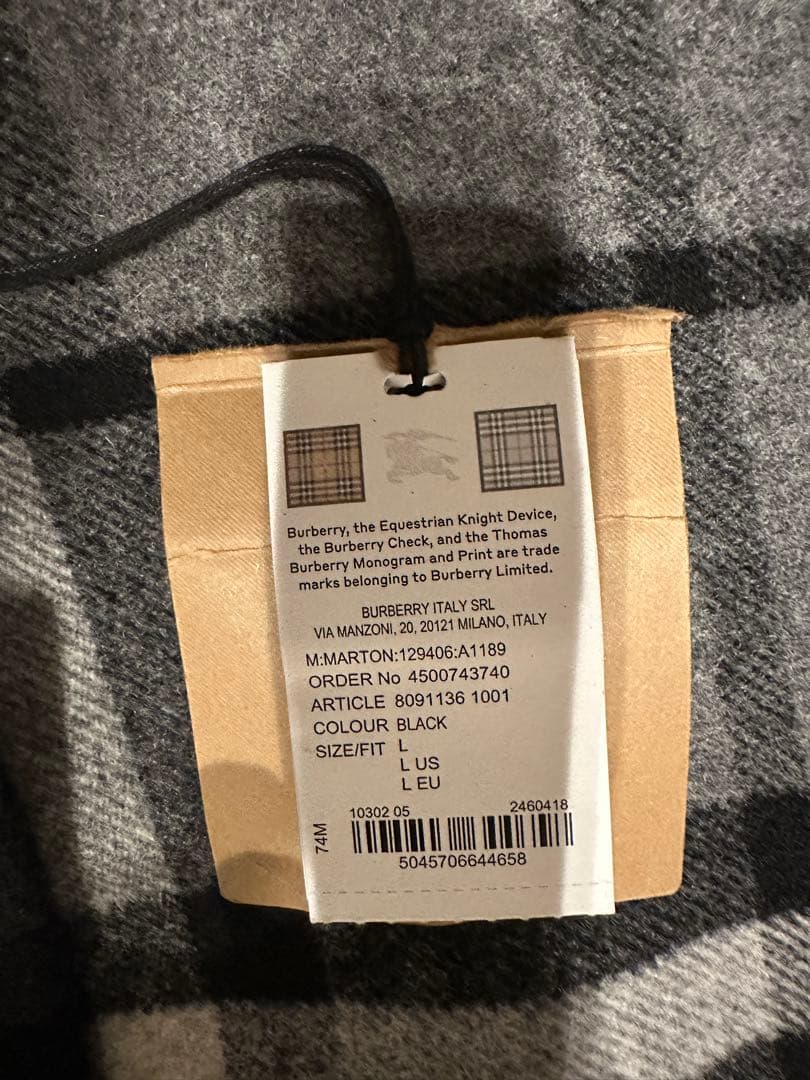 Burberry, the Equestrian Knight Device,
the Burberry Check, and the Thomas
Burberry Monogram and Print are trade
marks belonging to Burberry Limited.
BURBERRY ITALY SRL
VIA MANZONI, 20, 20121 MILANO, ITALY
M:MARTON:129406:A1189
ORDER No 4500743740
ARTICLE 8091136 1001
COLOUR BLACK
SIZE/FIT L
L US
L EU
74M
10302 05 2460418
5045706644658